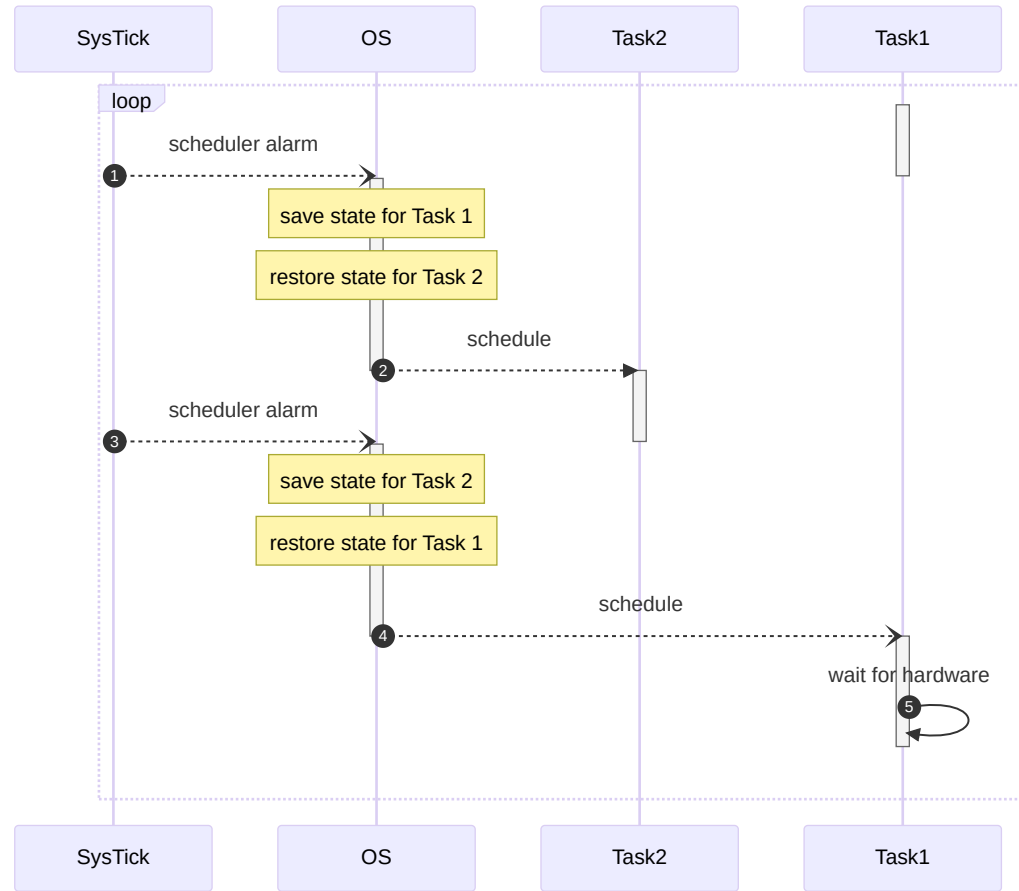 SysTick
OS
Task2
Task1
loop
scheduler alarm
1
save state for Task 1
restore state for Task 2
schedule
2
scheduler alarm
3
save state for Task 2
restore state for Task 1
schedule
4
wait for hardware
5
SysTick
OS
Task2
Task1